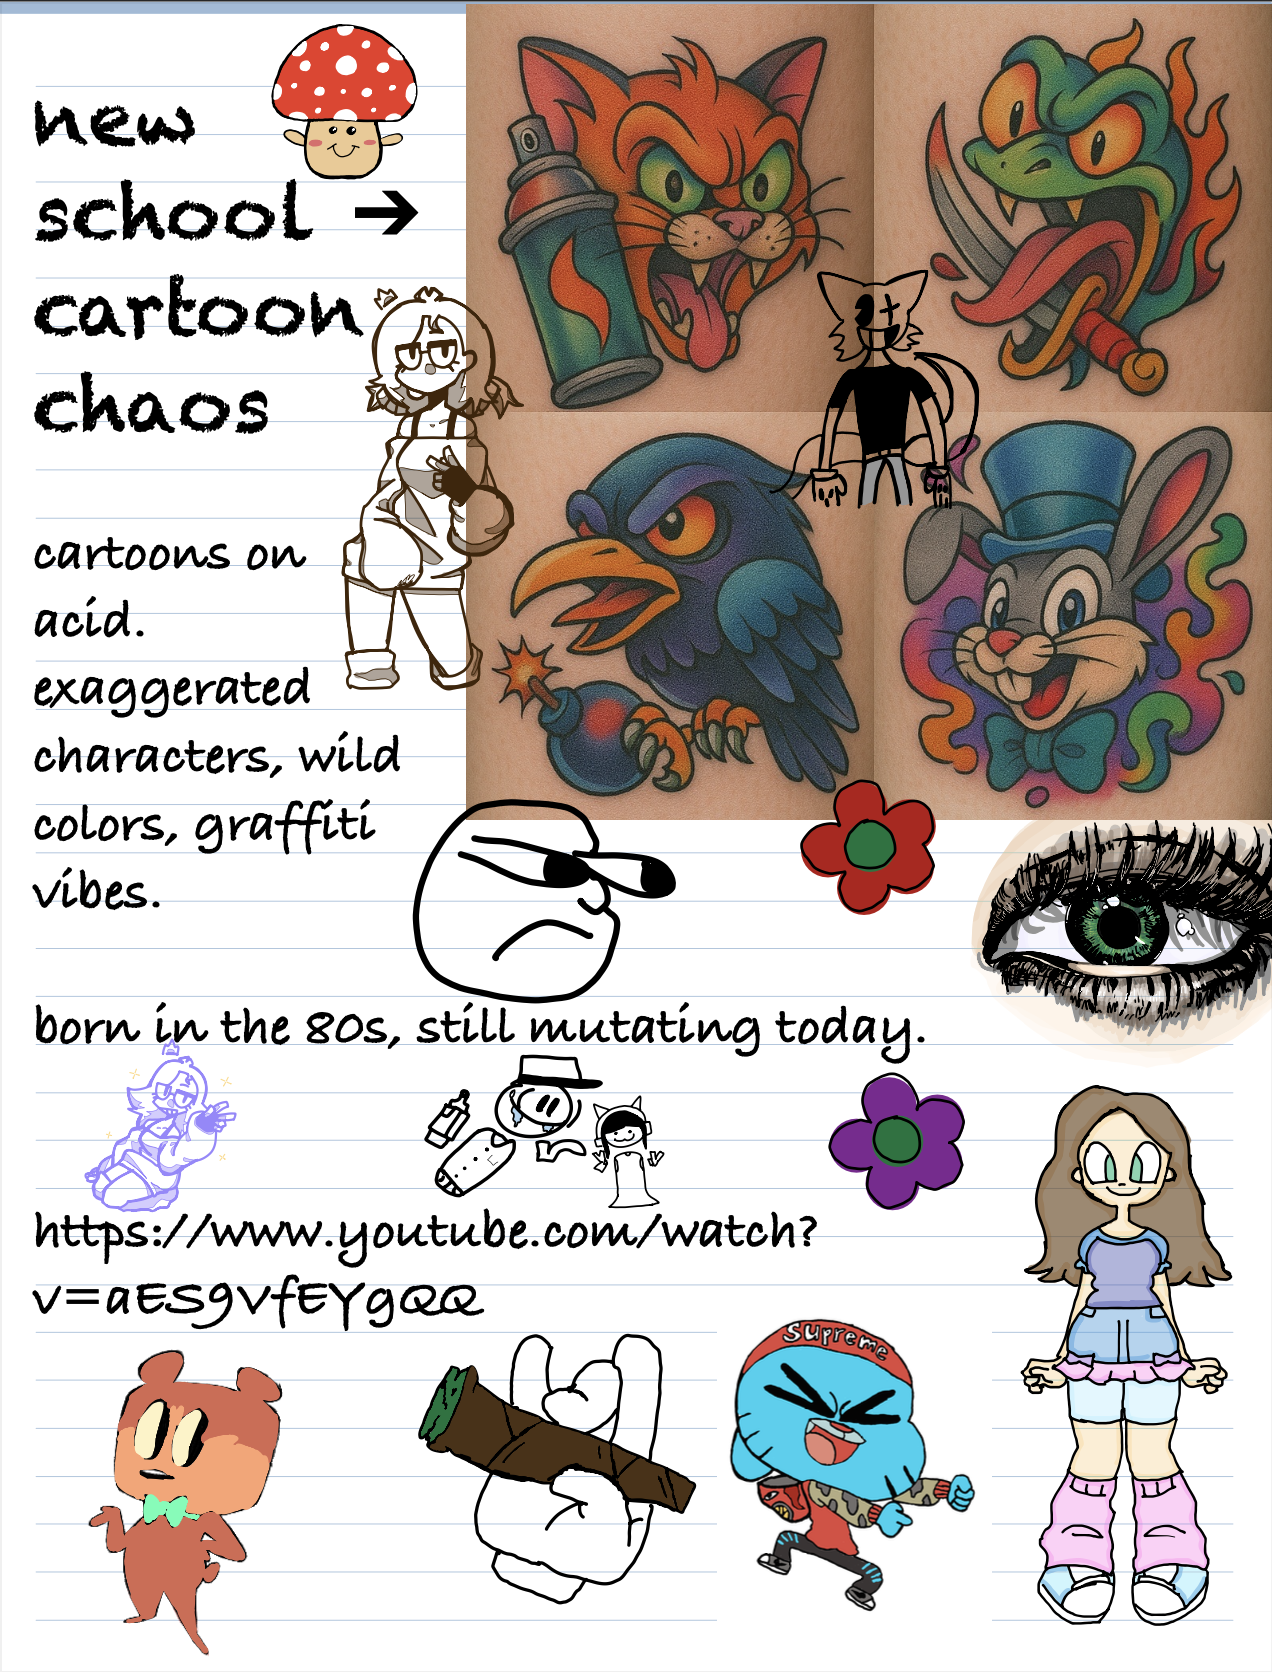 new
school →
cartoon
chaos
cartoons on
acid.
exaggerated
characters, wild
colors, graffiti
vibes.
born in the 80s, still mutating today.
https://www.youtube.com/watch?
v=aES9VfEYgQQ
Supreme